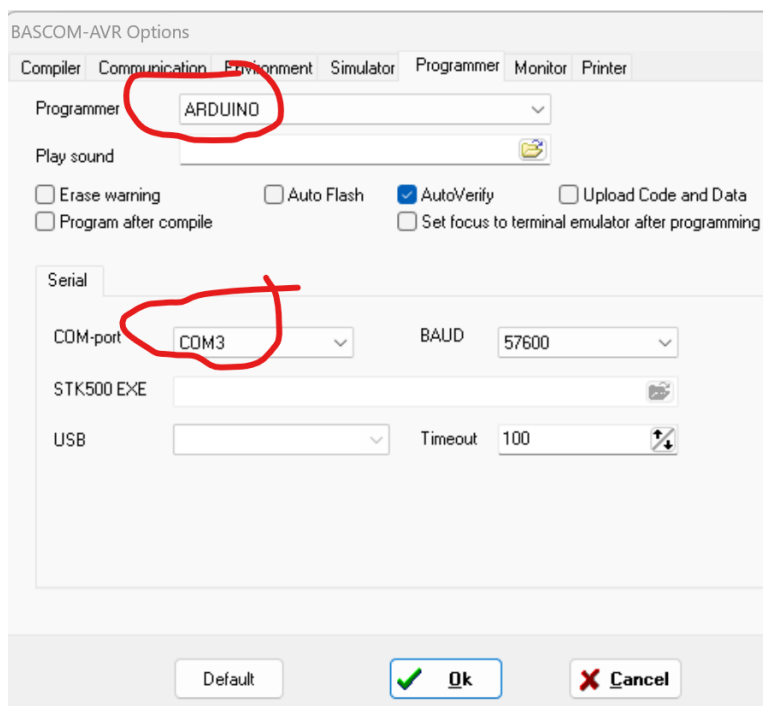 BASCOM-AVR Options
Compiler Communication Environment Simulator Programmer Monitor Printer
Programmer ARDUINO
Play sound
Erase warning Auto Flash AutoVerify Upload Code and Data
Program after compile Set focus to terminal emulator after programming
Serial
COM-port COM3 BAUD 57600
STK500 EXE
USB Timeout 100
Default Ok Cancel